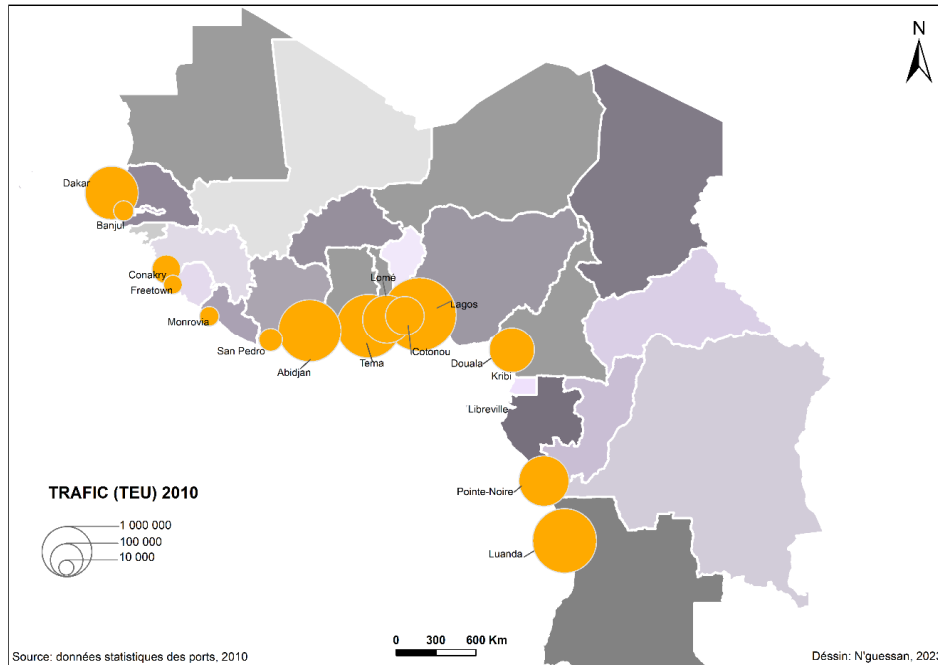 N
Dakar
Banjul
Conakry
Freetown
Monrovia
San Pedro
Abidjan
Tema
Lomé
Lagos
Cotonou
Douala
Kribi
Libreville
Pointe-Noire
Luanda
TRAFIC (TEU) 2010
1 000 000
100 000
10 000
0 300 600 Km
Source: données statistiques des ports, 2010
Déssin: N'guessan, 2023